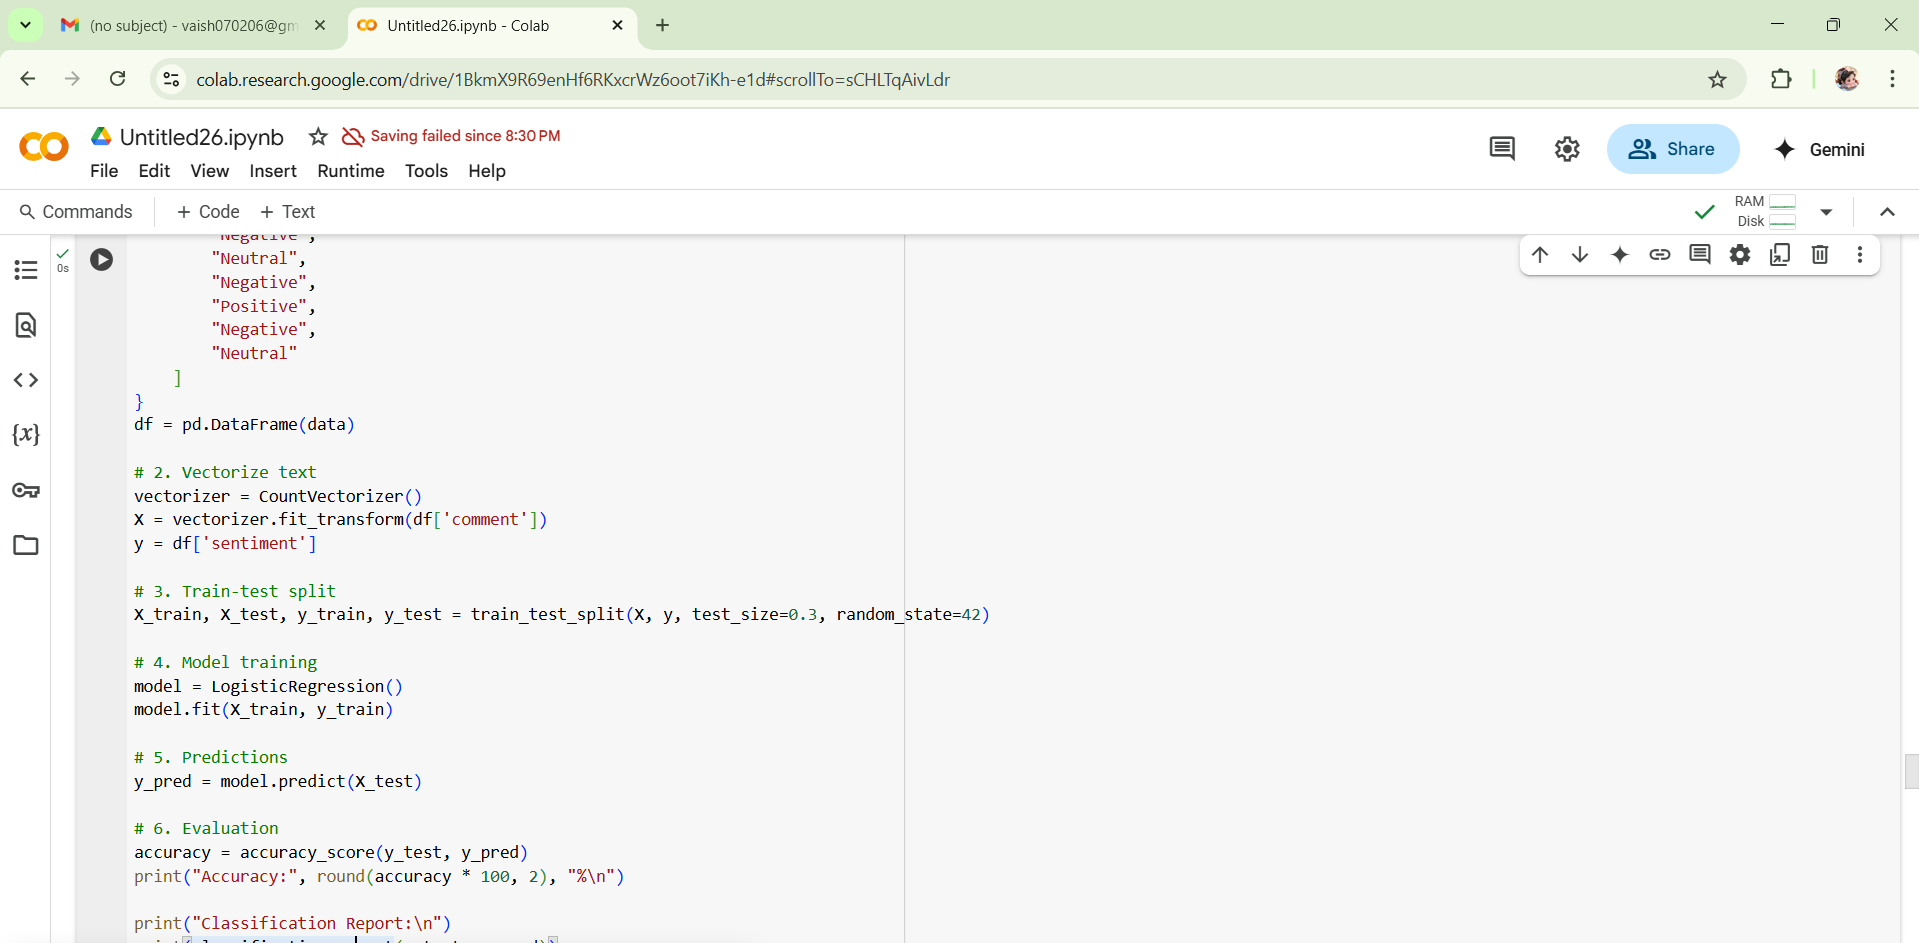 (no subject) - vaish070206@gm
Untitled26.ipynb - Colab
colab.research.google.com/drive/1BkmX9R69enHf6RKxcrWz6oot7iKh-e1d#scrollTo=sCHLTqAivLdr
Untitled26.ipynb
Saving failed since 8:30 PM
File Edit View Insert Runtime Tools Help
Share
Gemini
Commands + Code + Text
RAM
Disk
0s
"Negative",
"Neutral",
"Negative",
"Positive",
"Negative",
"Neutral"
]
}
df = pd.DataFrame(data)
# 2. Vectorize text
vectorizer = CountVectorizer()
X = vectorizer.fit_transform(df['comment'])
y = df['sentiment']
# 3. Train-test split
X_train, X_test, y_train, y_test = train_test_split(X, y, test_size=0.3, random_state=42)
# 4. Model training
model = LogisticRegression()
model.fit(X_train, y_train)
# 5. Predictions
y_pred = model.predict(X_test)
# 6. Evaluation
accuracy = accuracy_score(y_test, y_pred)
print("Accuracy:", round(accuracy * 100, 2), "%\n")
print("Classification Report:\n")